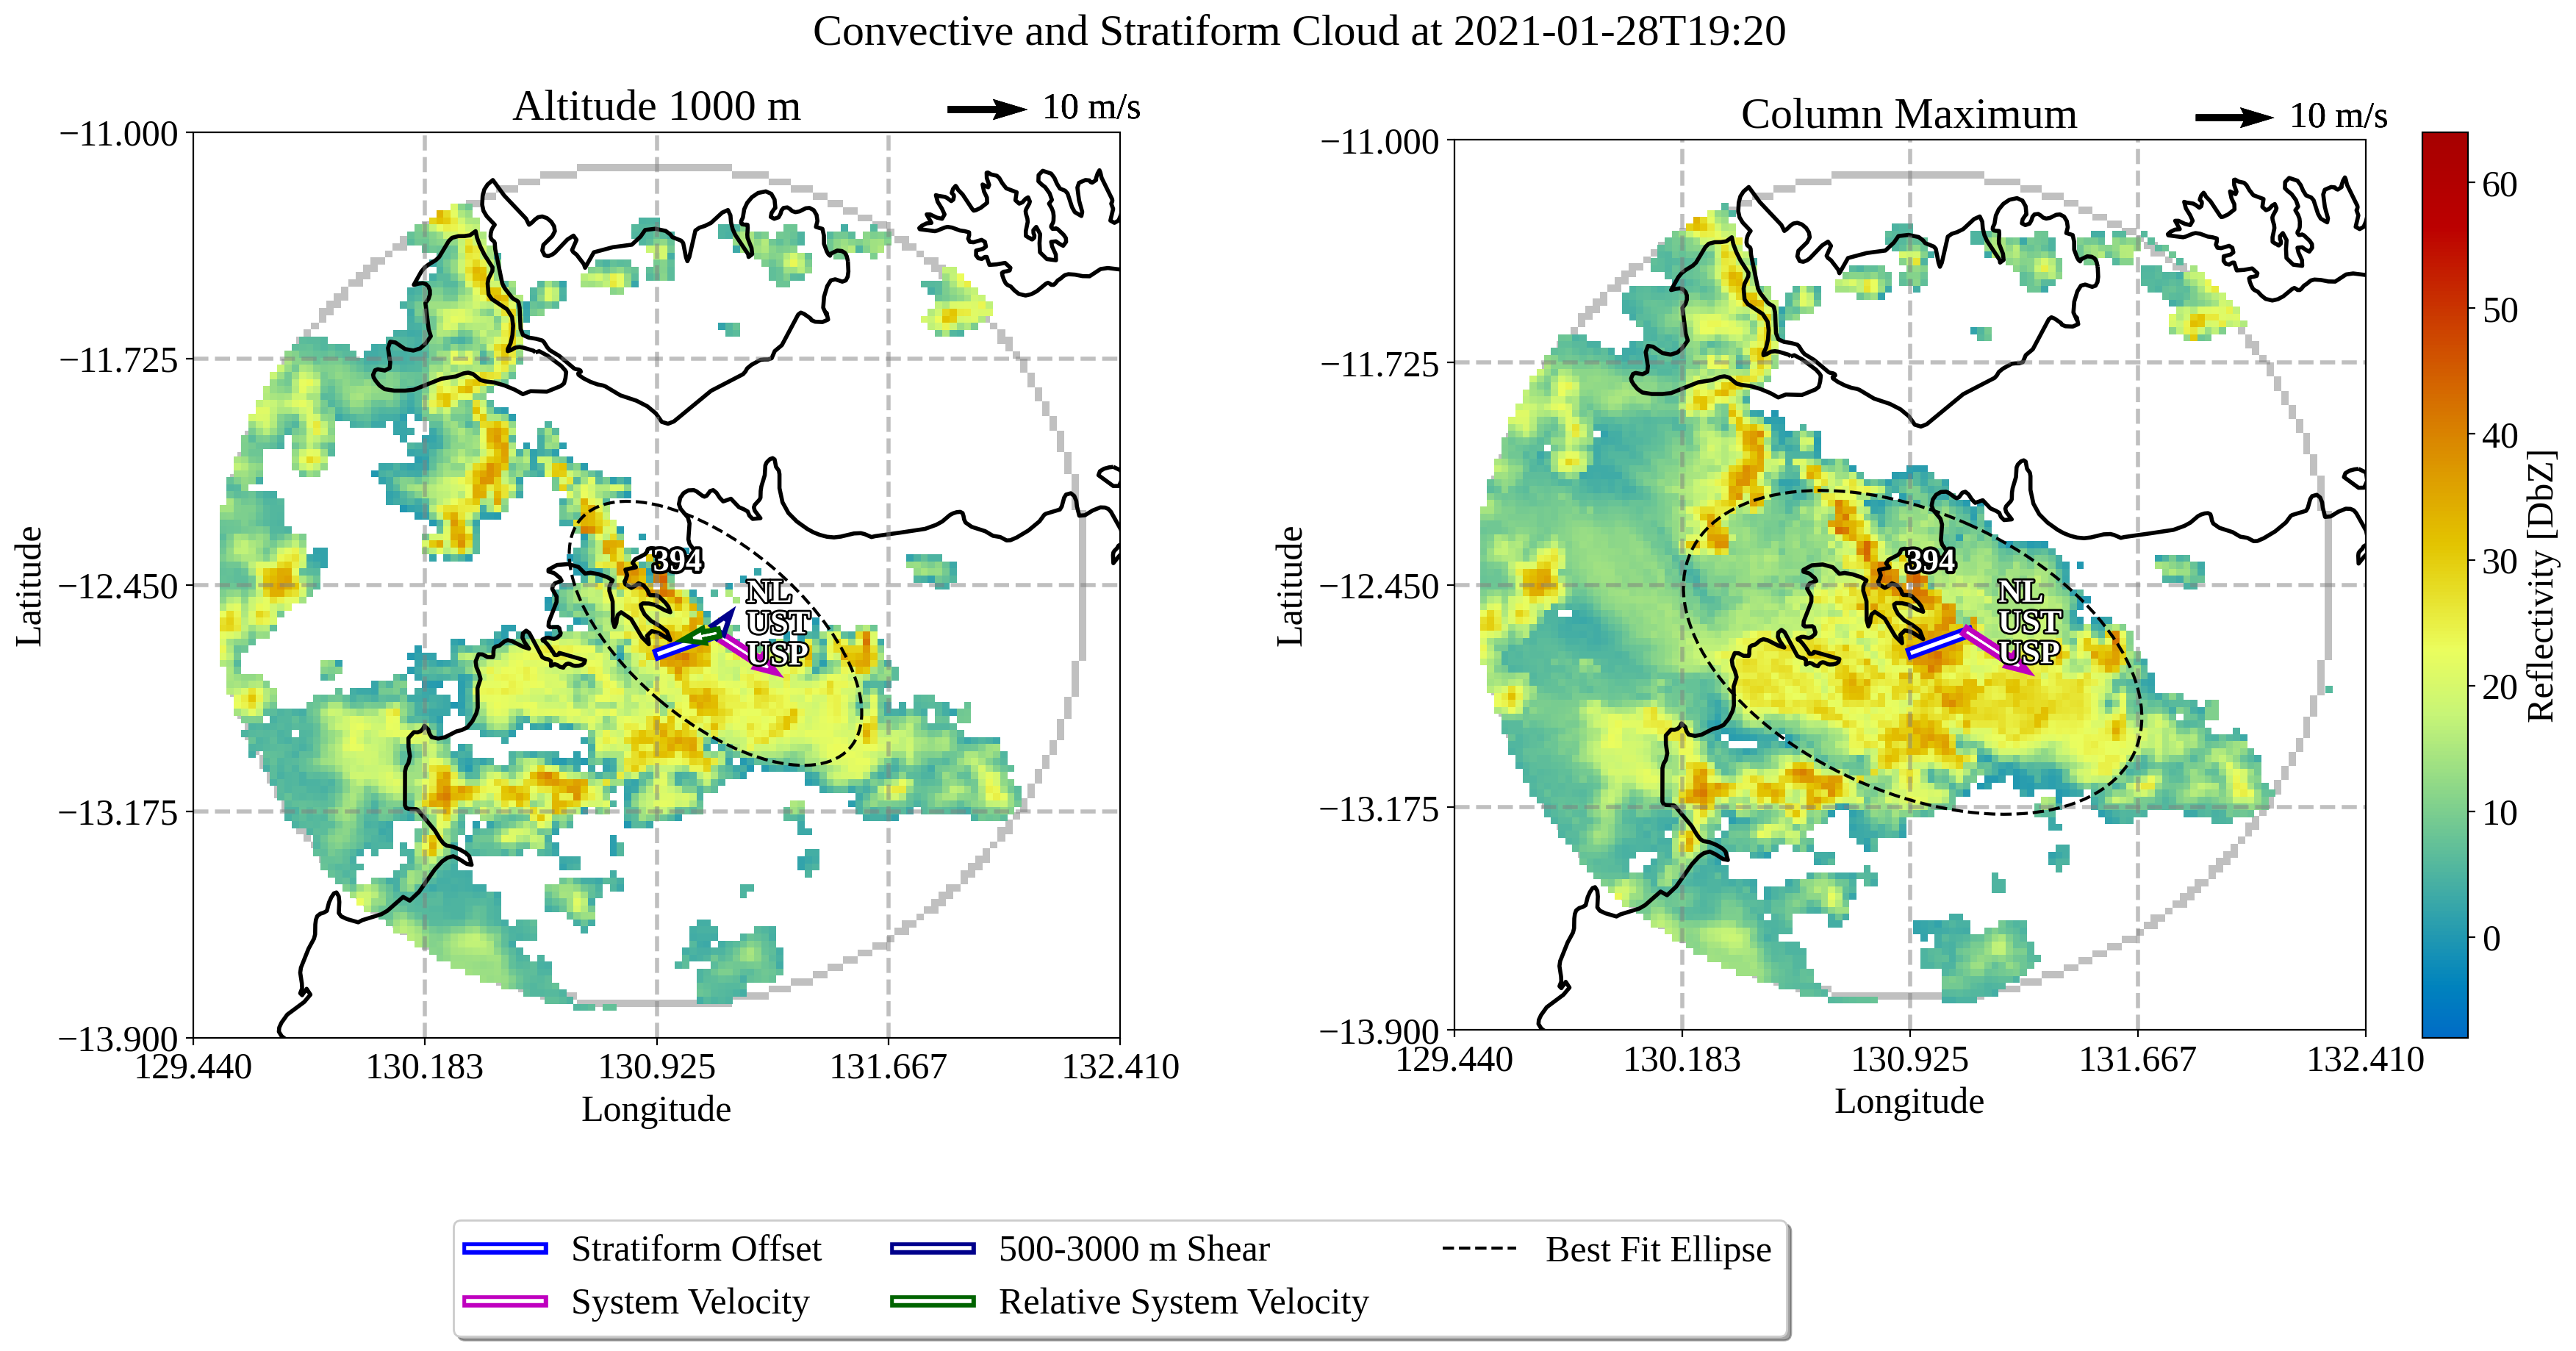 Convective and Stratiform Cloud at 2021-01-28T19:20
Altitude 1000 m
10 m/s
−11.000
−11.725
−12.450
−13.175
−13.900
129.440
130.183
130.925
131.667
132.410
Latitude
Longitude
394
NL
UST
USP
Column Maximum
10 m/s
−11.000
−11.725
−12.450
−13.175
−13.900
129.440
130.183
130.925
131.667
132.410
Latitude
Longitude
394
NL
UST
USP
60
50
40
30
20
10
0
Reflectivity [DbZ]
Stratiform Offset
System Velocity
500-3000 m Shear
Relative System Velocity
Best Fit Ellipse